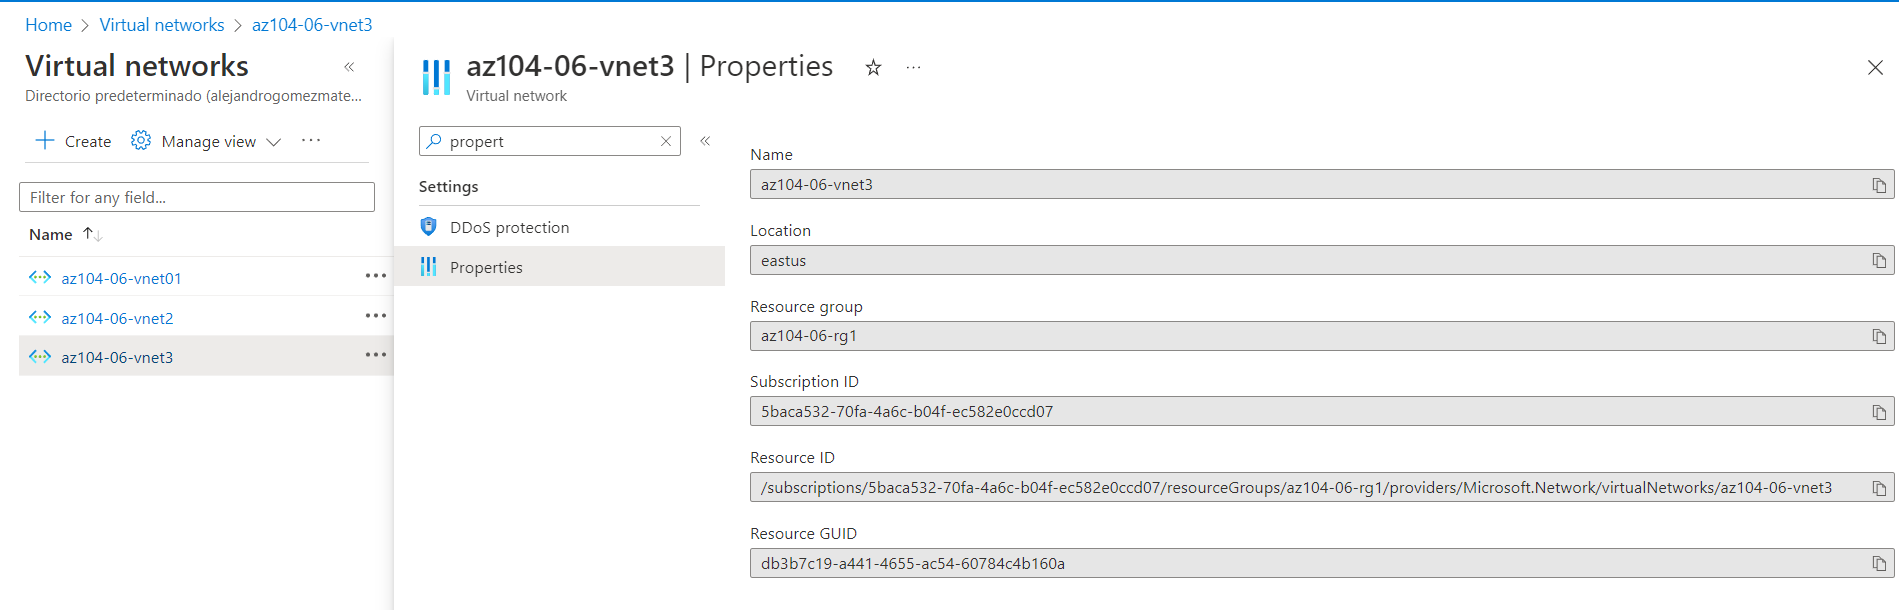 Home > Virtual networks > az104-06-vnet3
Virtual networks «
Directorio predeterminado (alejandrogomezmate...
+ Create Manage view ...
Filter for any field...
Name ↑↓
az104-06-vnet01 ...
az104-06-vnet2 ...
az104-06-vnet3 ...
az104-06-vnet3 | Properties ...
Virtual network
propert «
Settings
DDoS protection
Properties
Name
az104-06-vnet3
Location
eastus
Resource group
az104-06-rg1
Subscription ID
5baca532-70fa-4a6c-b04f-ec582e0ccd07
Resource ID
/subscriptions/5baca532-70fa-4a6c-b04f-ec582e0ccd07/resourceGroups/az104-06-rg1/providers/Microsoft.Network/virtualNetworks/az104-06-vnet3
Resource GUID
db3b7c19-a441-4655-ac54-60784c4b160a